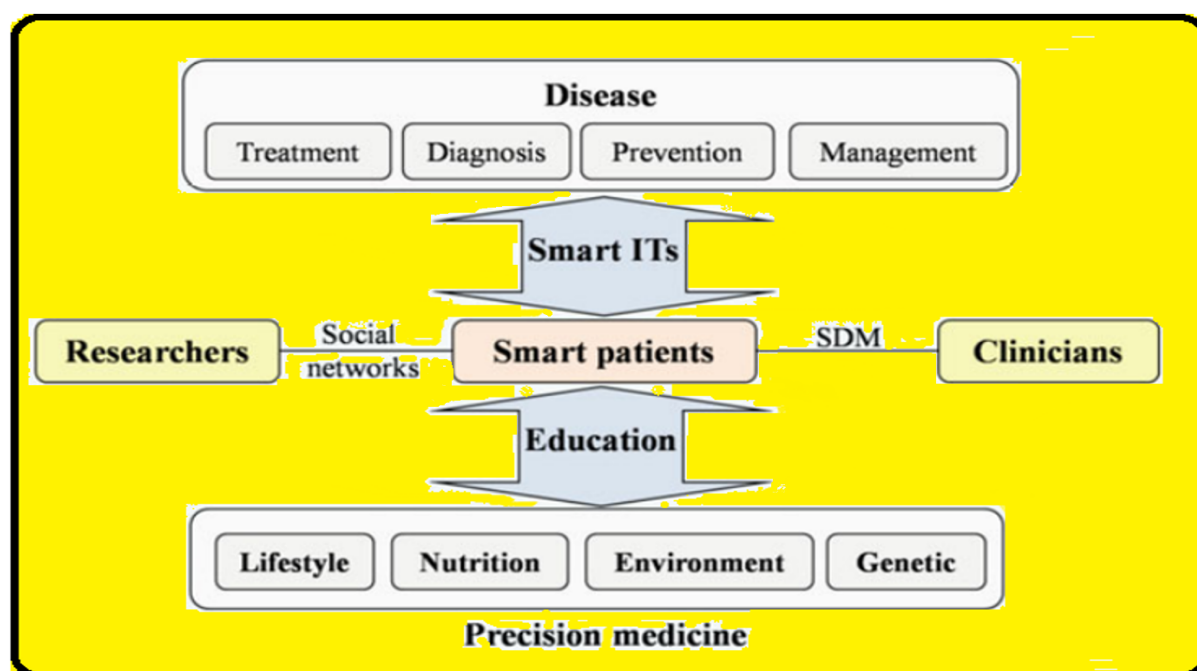 Disease
Treatment
Diagnosis
Prevention
Management
Smart ITs
Researchers
Social
networks
Smart patients
SDM
Clinicians
Education
Lifestyle
Nutrition
Environment
Genetic
Precision medicine